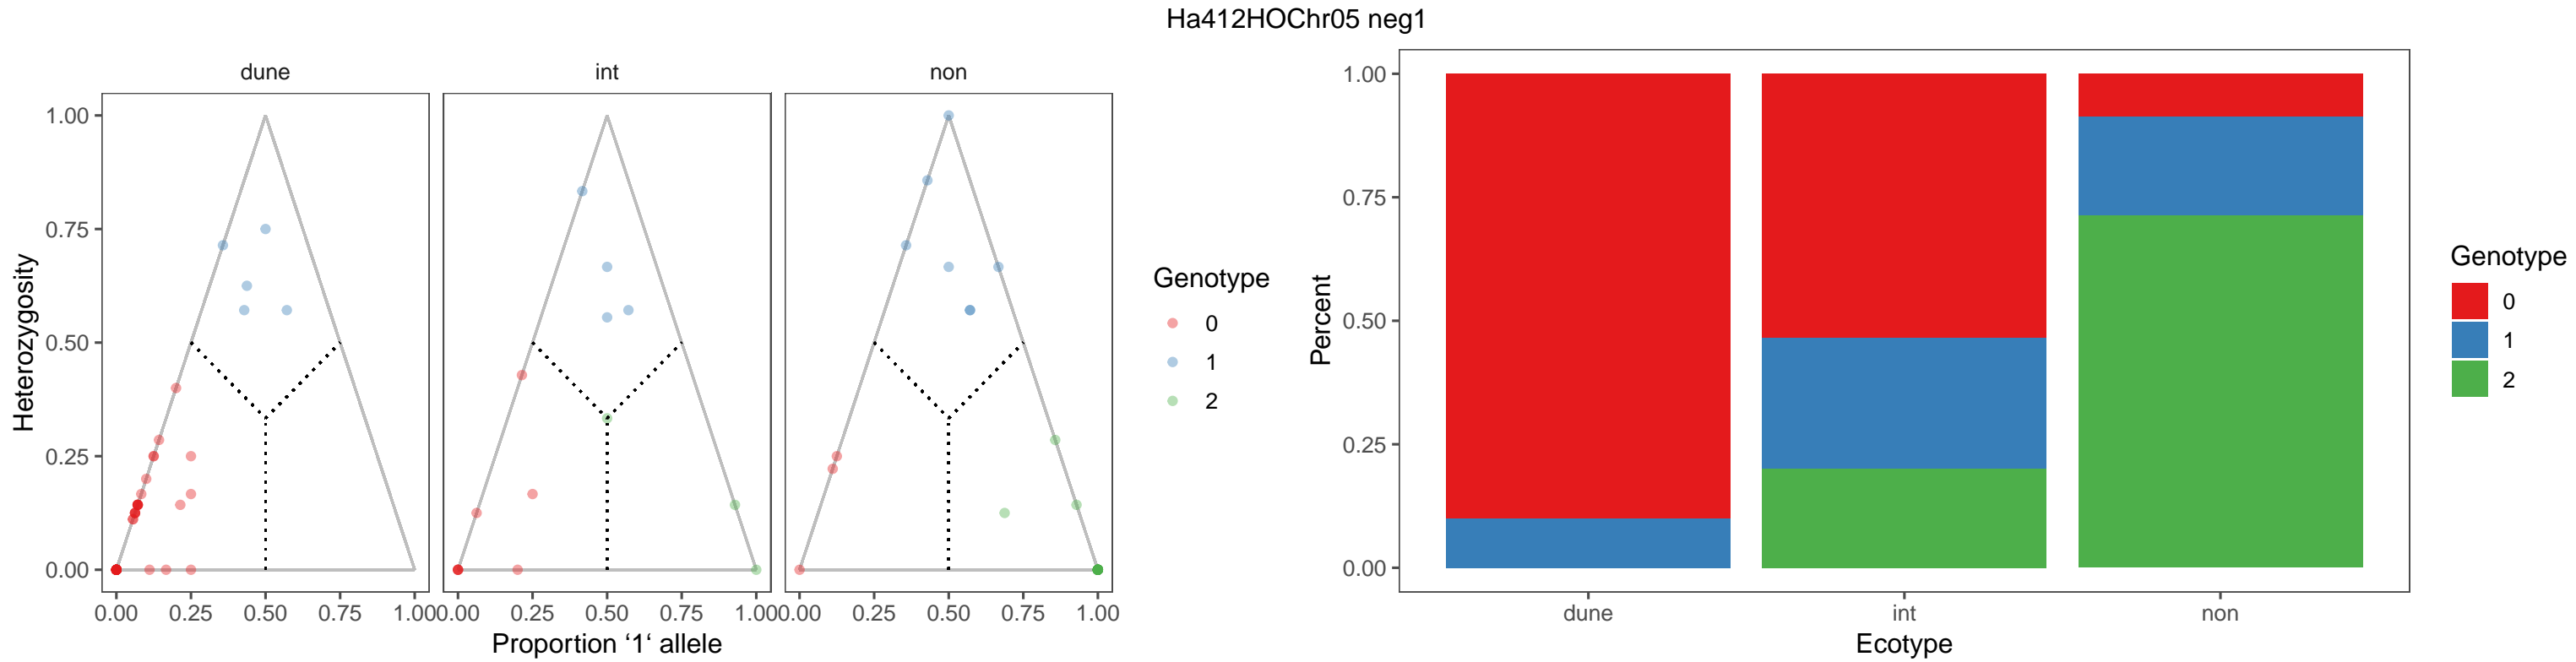 Ha412HOChr05 neg1
dune
int
non
Heterozygosity
1.00
0.75
0.50
0.25
0.00
0.00 0.25 0.50 0.75 1.00
0.00 0.25 0.50 0.75 1.00
0.00 0.25 0.50 0.75 1.00
Proportion ‘1‘ allele
Genotype
0
1
2
Percent
1.00
0.75
0.50
0.25
0.00
dune
int
non
Ecotype
Genotype
0
1
2